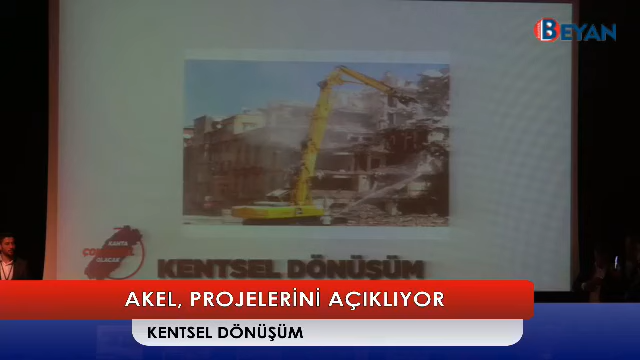 BEYAN
KENTSEL DÖNÜŞÜM
AKEL, PROJELERİNİ AÇIKLIYOR
KENTSEL DÖNÜŞÜM